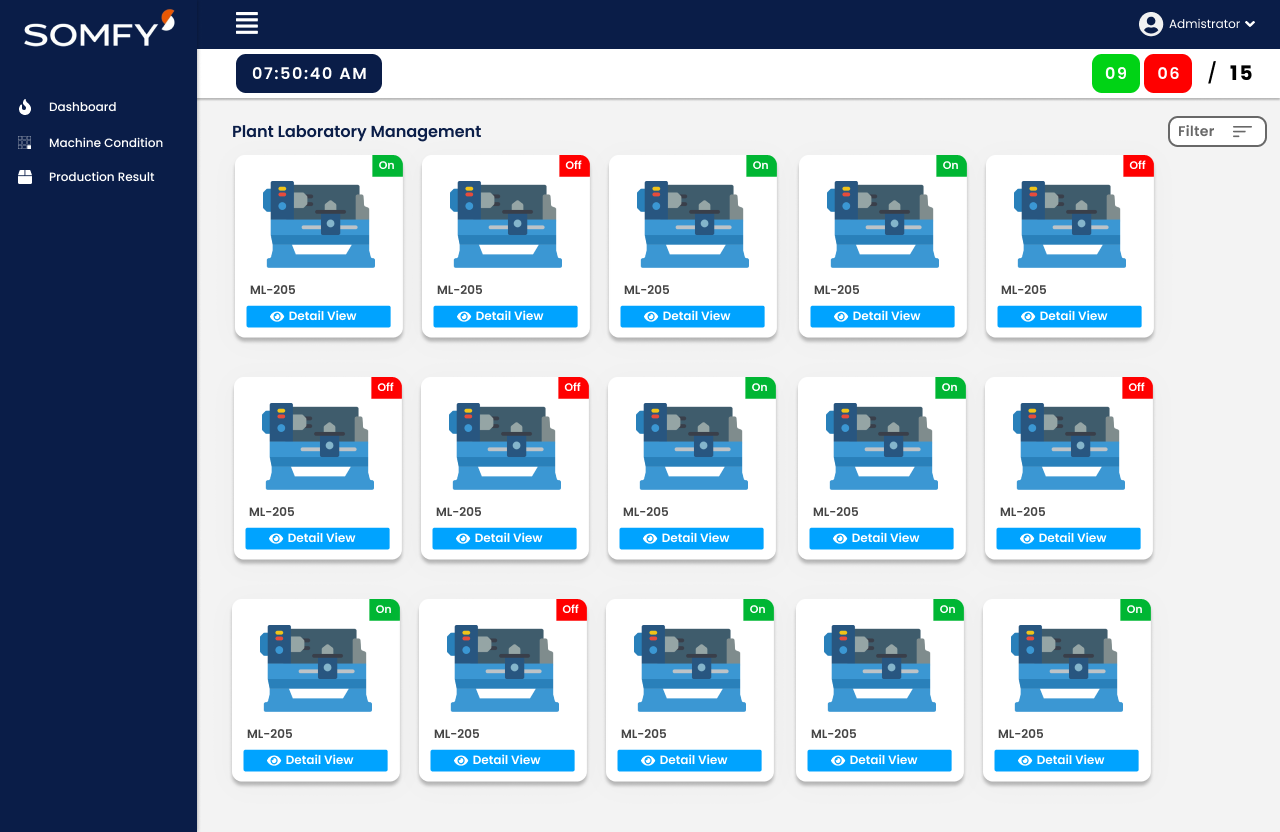 SOMFY
Admistrator
07:50:40 AM
09 06 / 15
Dashboard
Machine Condition
Production Result
Plant Laboratory Management
Filter
On Off On On Off
ML-205 ML-205 ML-205 ML-205 ML-205
Detail View Detail View Detail View Detail View Detail View
Off Off On On Off
ML-205 ML-205 ML-205 ML-205 ML-205
Detail View Detail View Detail View Detail View Detail View
On Off On On On
ML-205 ML-205 ML-205 ML-205 ML-205
Detail View Detail View Detail View Detail View Detail View